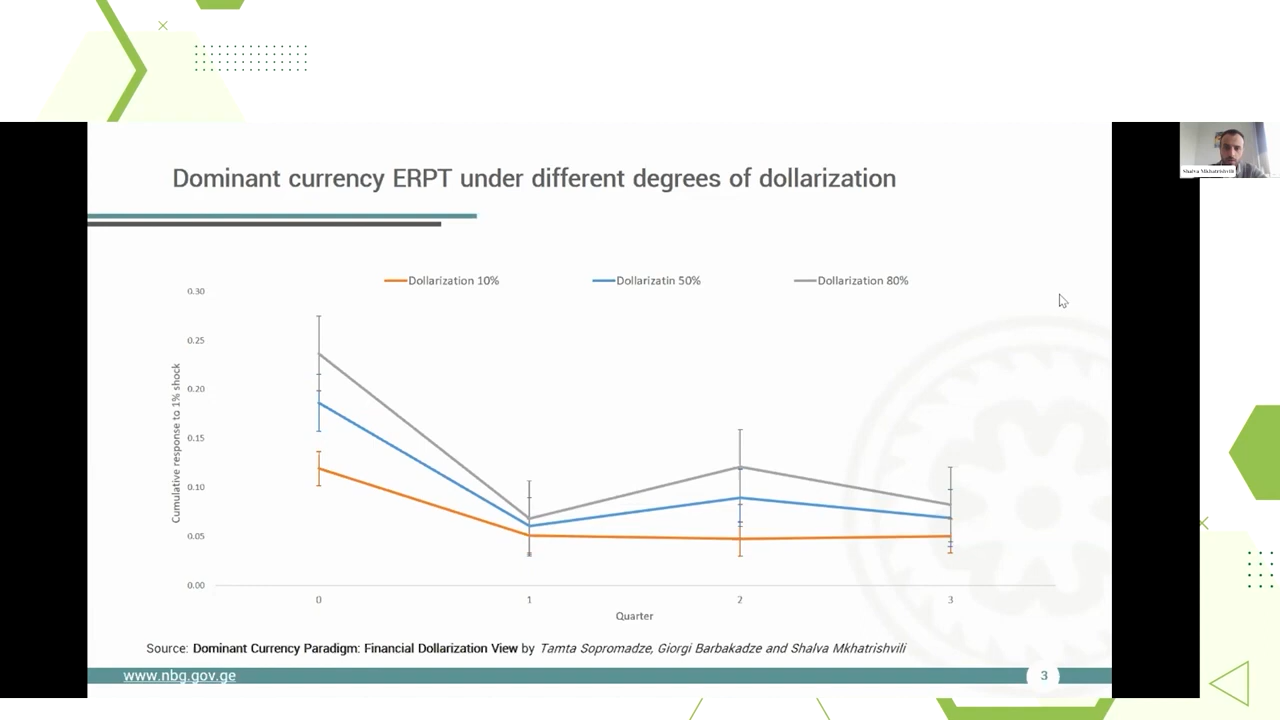 Shalva Mkhatrishvili
Dominant currency ERPT under different degrees of dollarization
Dollarization 10%
Dollarizatin 50%
Dollarization 80%
Cumulative response to 1% shock
0.30
0.25
0.20
0.15
0.10
0.05
0.00
0
1
2
3
Quarter
Source: Dominant Currency Paradigm: Financial Dollarization View by Tamta Sopromadze, Giorgi Barbakadze and Shalva Mkhatrishvili
www.nbg.gov.ge
3